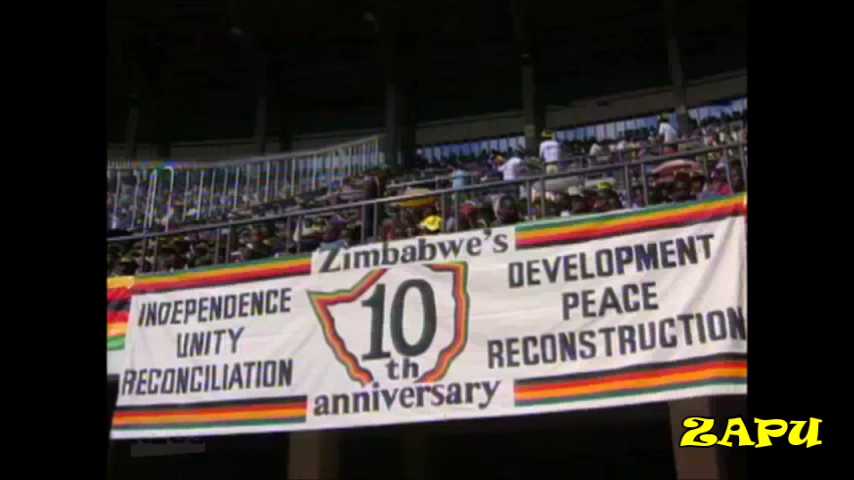 Zimbabwe's
10
th
anniversary
INDEPENDENCE
UNITY
RECONCILIATION
DEVELOPMENT
PEACE
RECONSTRUCTION
ZAPU